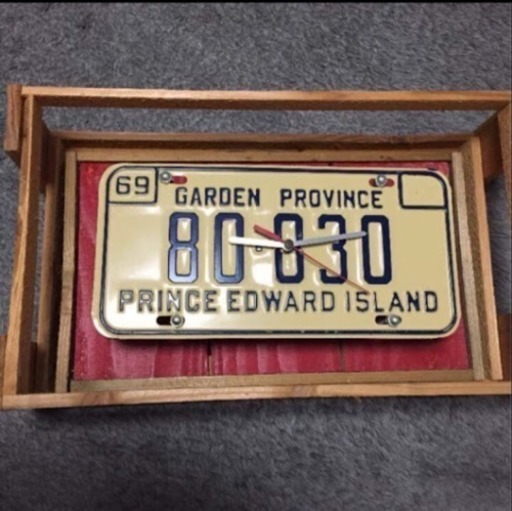 69
GARDEN PROVINCE
80-030
PRINCE EDWARD ISLAND